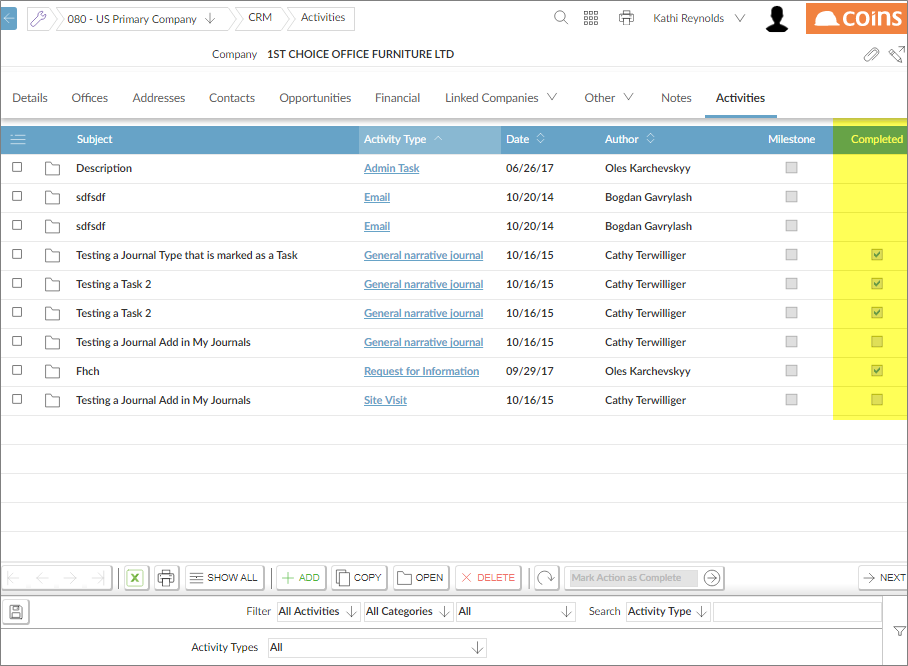 080 - US Primary Company CRM Activities Kathi Reynolds coins
Company 1ST CHOICE OFFICE FURNITURE LTD
Details Offices Addresses Contacts Opportunities Financial Linked Companies Other Notes Activities
Subject Activity Type Date Author Milestone Completed
Description Admin Task 06/26/17 Oles Karchevskyy
sdfsdf Email 10/20/14 Bogdan Gavrylash
sdfsdf Email 10/20/14 Bogdan Gavrylash
Testing a Journal Type that is marked as a Task General narrative journal 10/16/15 Cathy Terwilliger
Testing a Task 2 General narrative journal 10/16/15 Cathy Terwilliger
Testing a Task 2 General narrative journal 10/16/15 Cathy Terwilliger
Testing a Journal Add in My Journals General narrative journal 10/16/15 Cathy Terwilliger
Fhch Request for Information 09/29/17 Oles Karchevskyy
Testing a Journal Add in My Journals Site Visit 10/16/15 Cathy Terwilliger
X SHOW ALL ADD COPY OPEN DELETE Mark Action as Complete NEXT
Filter All Activities All Categories All Search Activity Type
Activity Types All